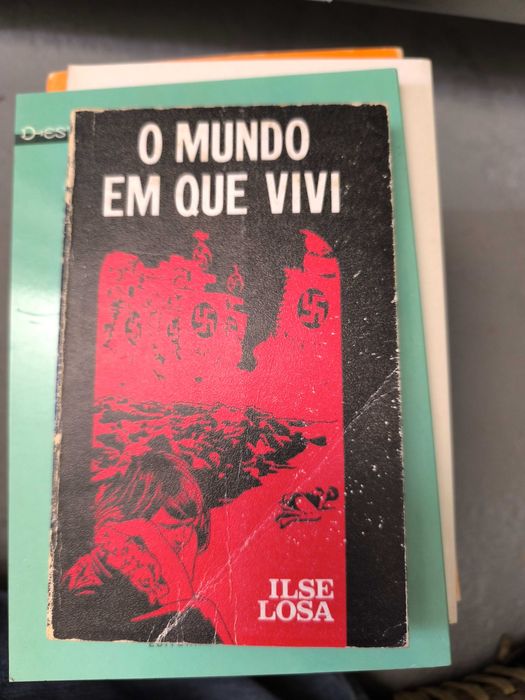 O MUNDO
EM QUE VIVI
ILSE
LOSA